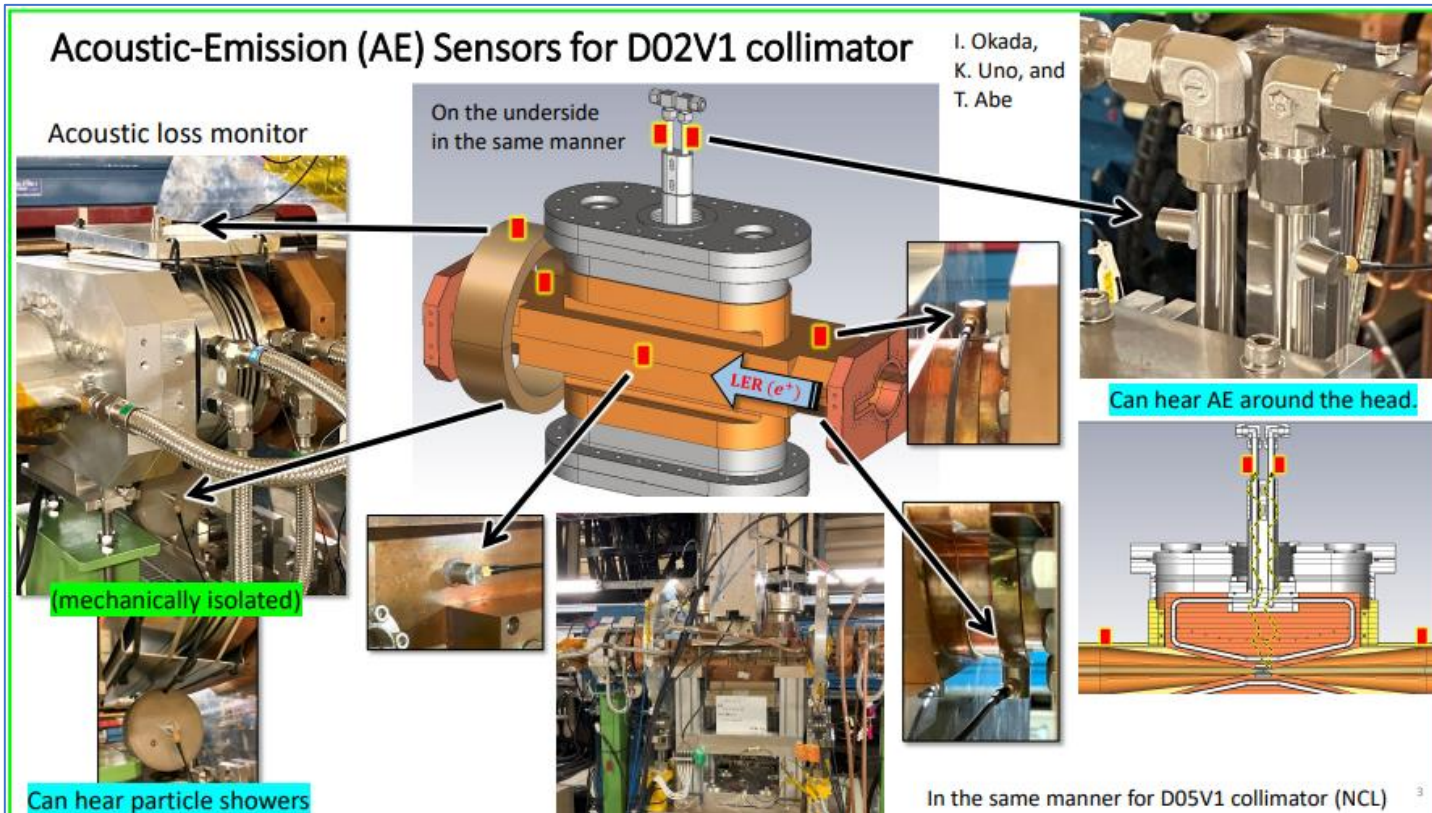 Acoustic-Emission (AE) Sensors for D02V1 collimator
I. Okada,
K. Uno, and
T. Abe
On the underside
in the same manner
Acoustic loss monitor
LER (e⁺)
Can hear AE around the head.
(mechanically isolated)
Can hear particle showers
In the same manner for D05V1 collimator (NCL)
3